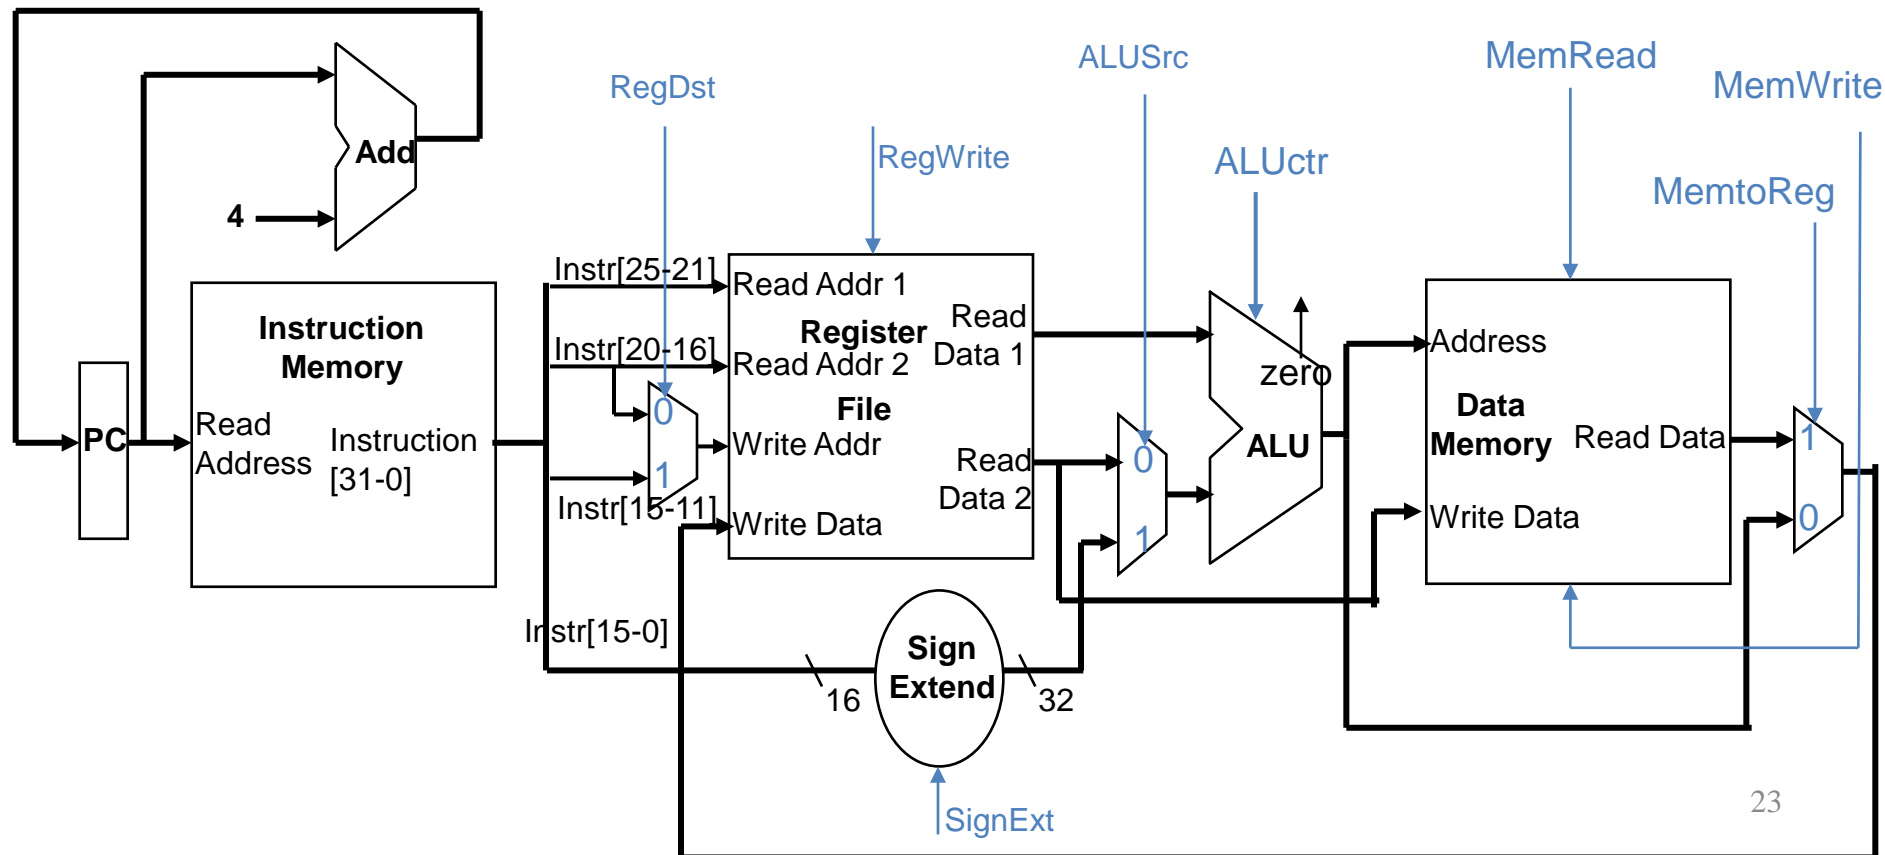 MemRead
ALUSrc
MemWrite
RegDst
Add
RegWrite
ALUctr
MemtoReg
4
Instr[25-21]
Read Addr 1
Instruction
Memory
Register
Read
Data 1
Instr[20-16]
Read Addr 2
Address
zero
File
0
PC
Read
Address
Instruction
[31-0]
Write Addr
1
Read
Data 2
0
ALU
Data
Memory
Read Data
1
Instr[15-11]
Write Data
1
Write Data
0
Instr[15-0]
Sign
Extend
16
32
SignExt
23